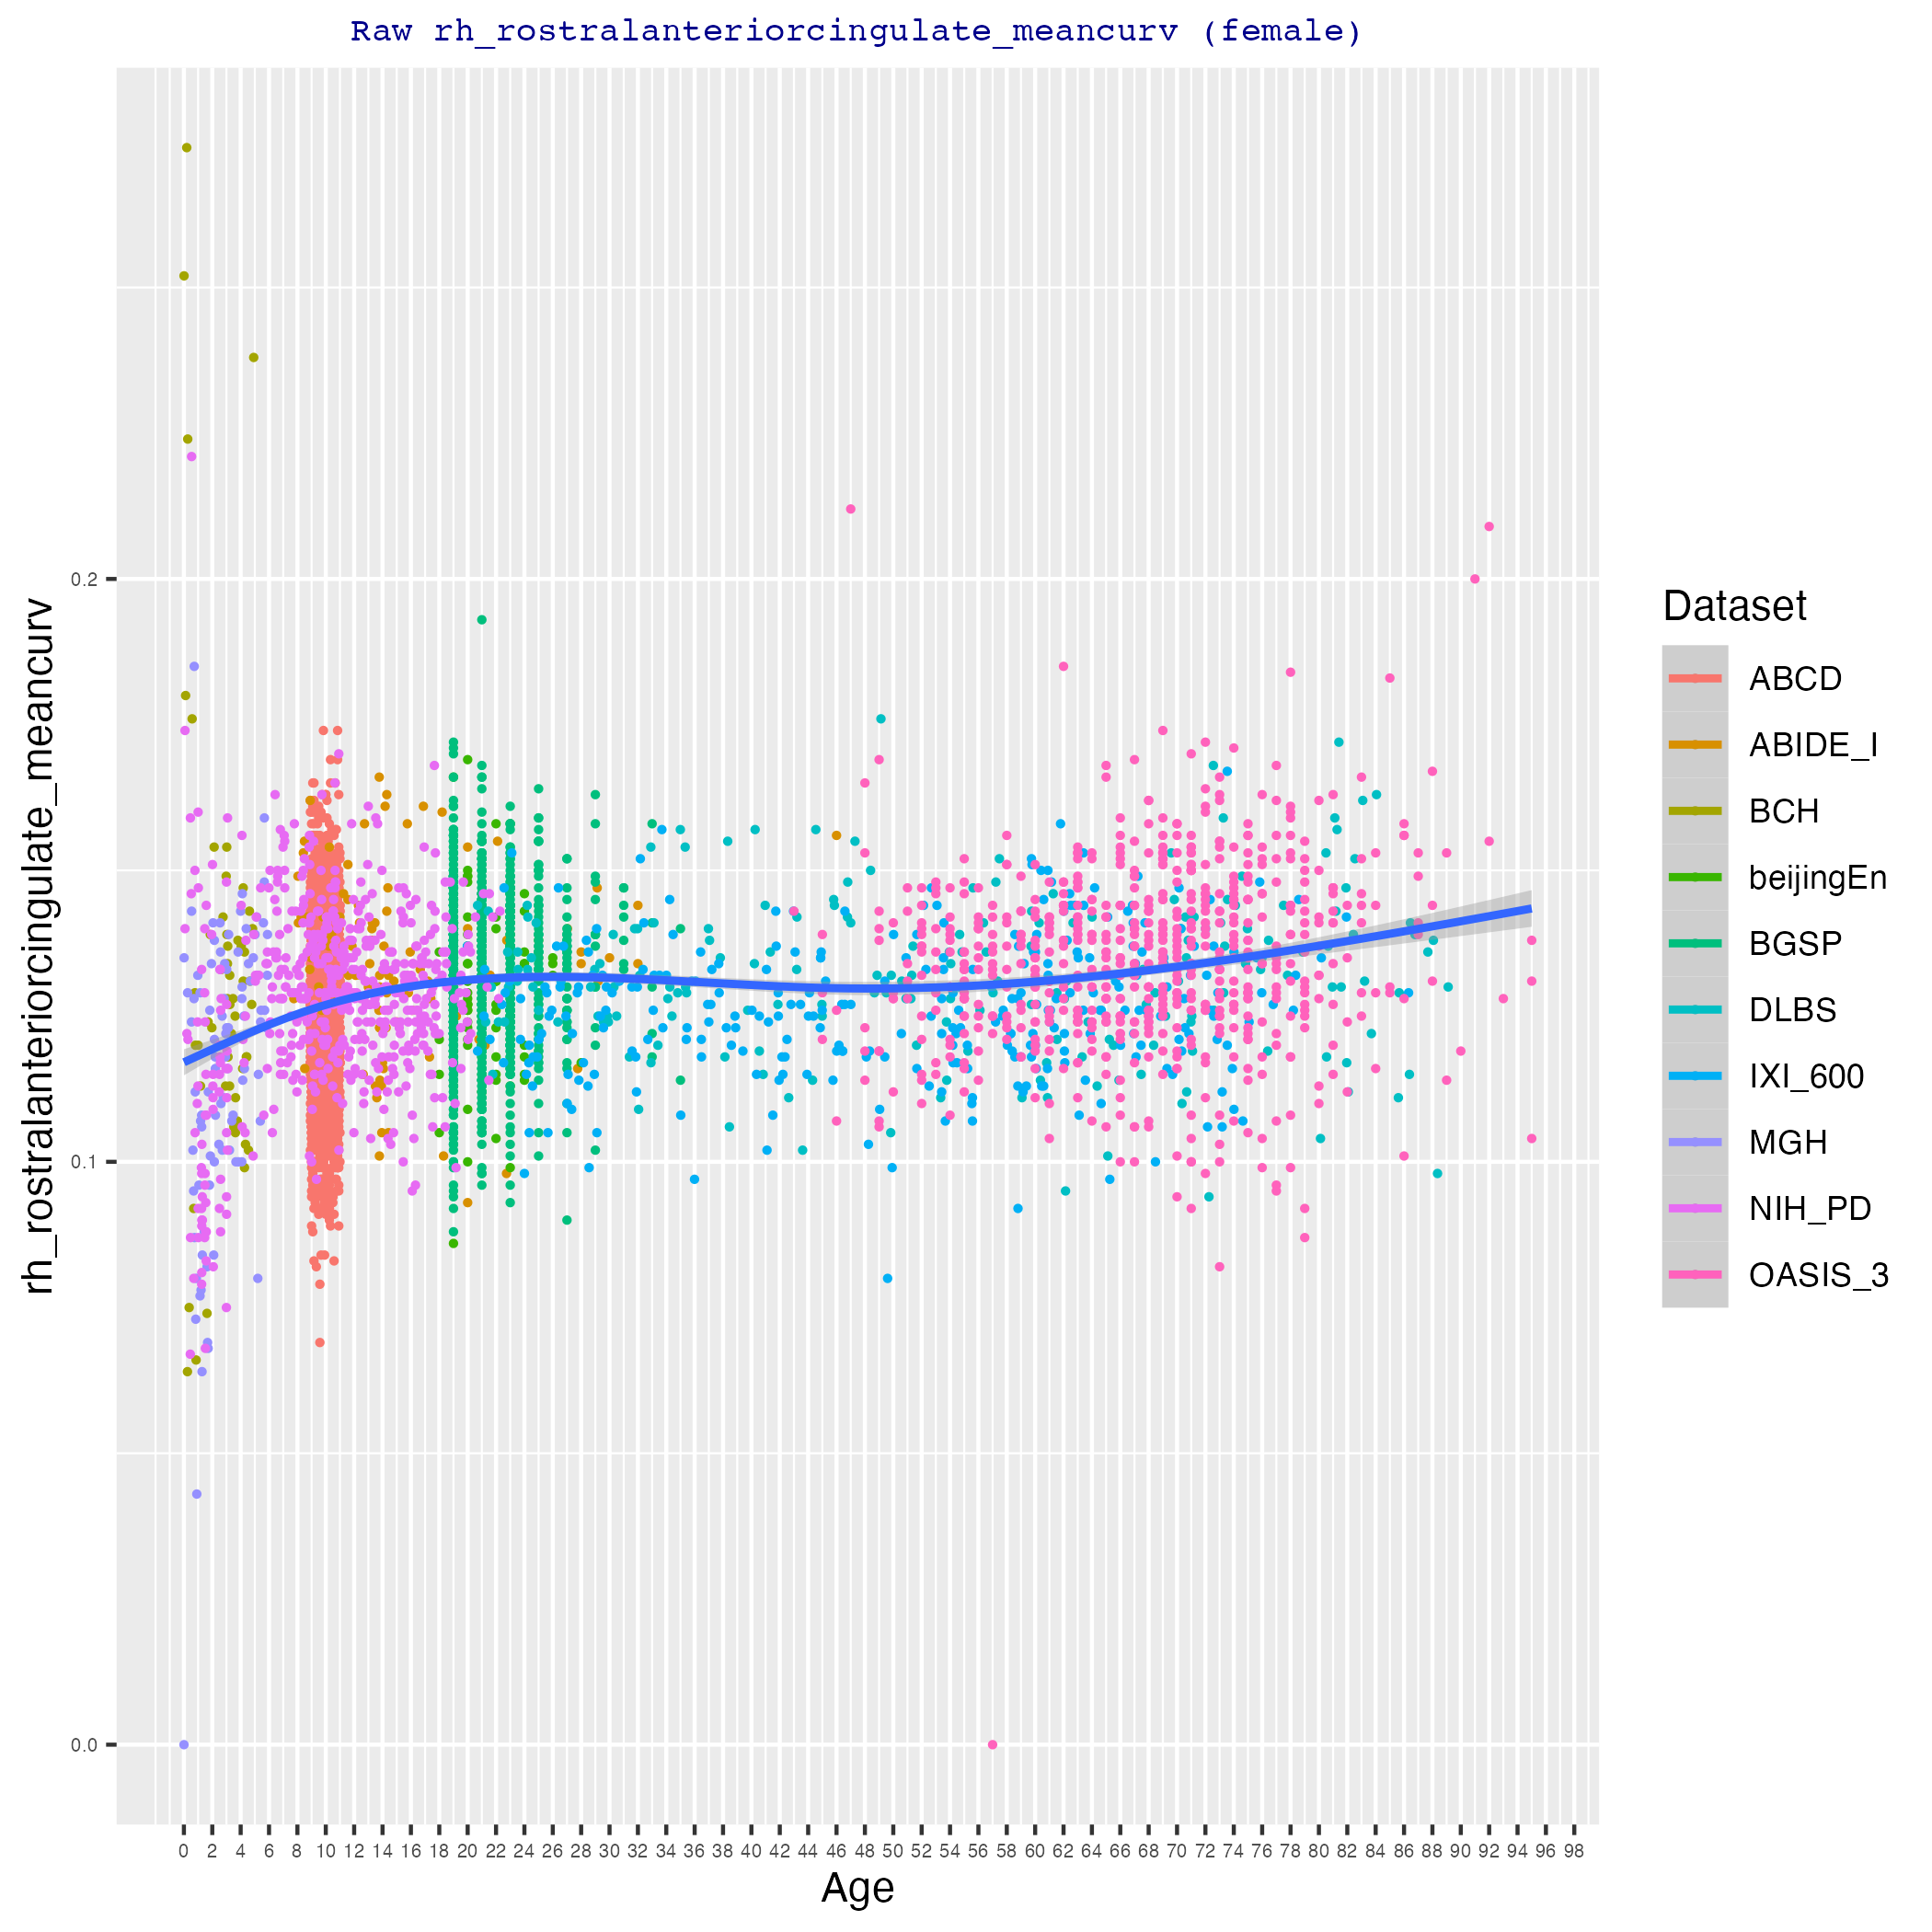 Raw rh_rostralanteriorcingulate_meancurv (female)
rh_rostralanteriorcingulate_meancurv
0.2
0.1
0.0
0 2 4 6 8 10 12 14 16 18 20 22 24 26 28 30 32 34 36 38 40 42 44 46 48 50 52 54 56 58 60 62 64 66 68 70 72 74 76 78 80 82 84 86 88 90 92 94 96 98
Age
Dataset
ABCD
ABIDE_I
BCH
beijingEn
BGSP
DLBS
IXI_600
MGH
NIH_PD
OASIS_3